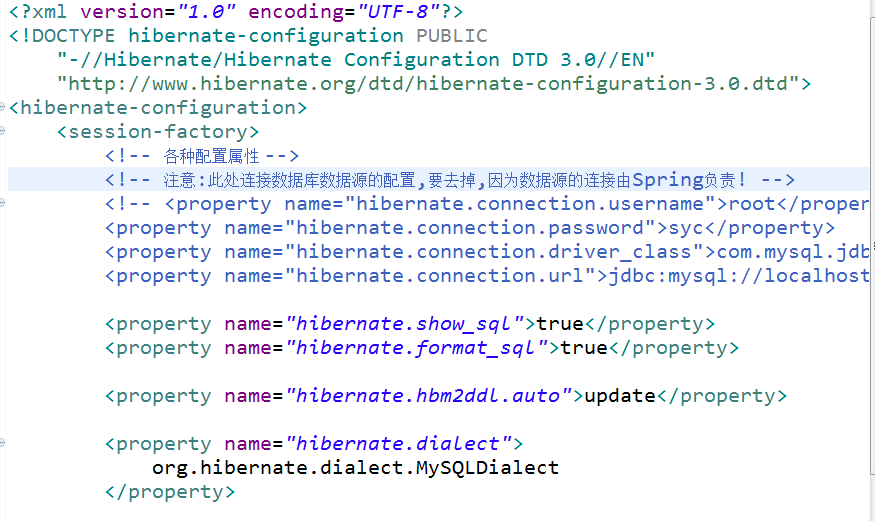 <?xml version="1.0" encoding="UTF-8"?>
<!DOCTYPE hibernate-configuration PUBLIC
"-//Hibernate/Hibernate Configuration DTD 3.0//EN"
"http://www.hibernate.org/dtd/hibernate-configuration-3.0.dtd">
<hibernate-configuration>
<session-factory>
<!-- 各种配置属性 -->
<!-- 注意:此处连接数据库数据源的配置,要去掉,因为数据源的连接由Spring负责! -->
<!-- <property name="hibernate.connection.username">root</proper
<property name="hibernate.connection.password">syc</property>
<property name="hibernate.connection.driver_class">com.mysql.jdb
<property name="hibernate.connection.url">jdbc:mysql://localhost
<property name="hibernate.show_sql">true</property>
<property name="hibernate.format_sql">true</property>
<property name="hibernate.hbm2ddl.auto">update</property>
<property name="hibernate.dialect">
org.hibernate.dialect.MySQLDialect
</property>